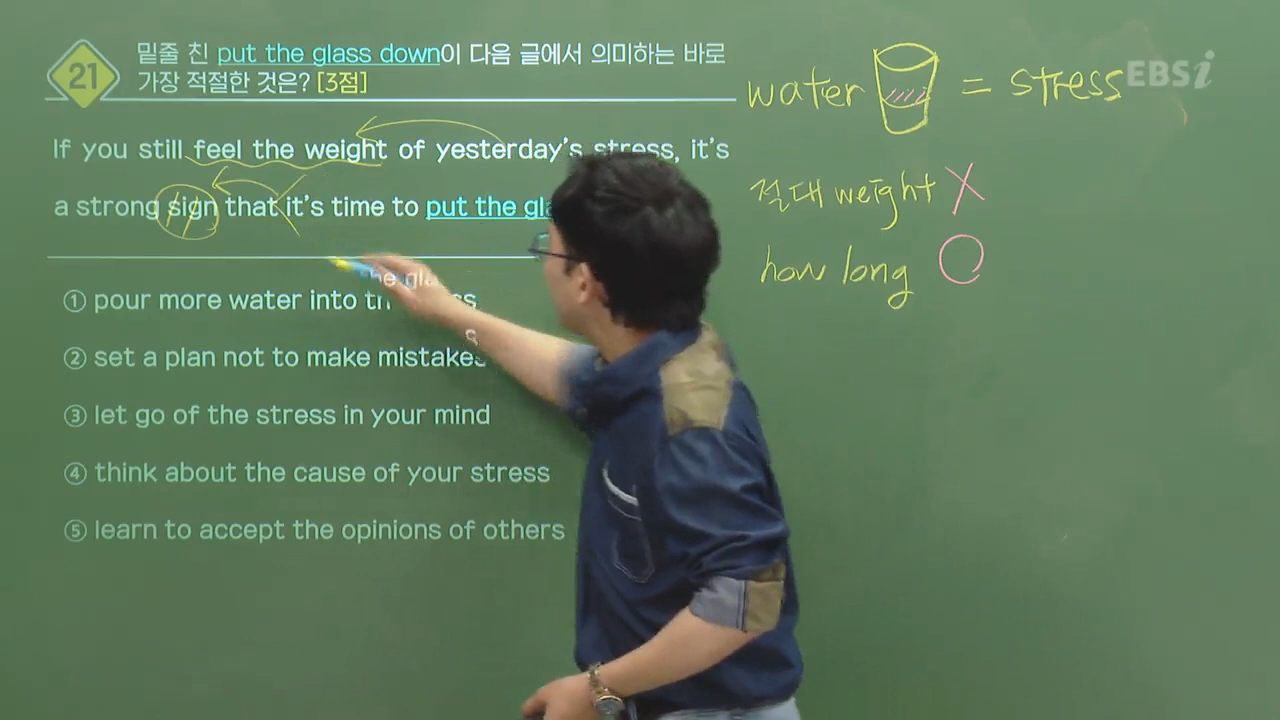 21
밑줄 친 put the glass down이 다음 글에서 의미하는 바로
가장 적절한 것은? [3점]
If you still feel the weight of yesterday's stress, it's
a strong sign that it's time to put the
① pour more water into
② set a plan not to make mistakes
③ let go of the stress in your mind
④ think about the cause of your stress
⑤ learn to accept the opinions of others
water = stress
절대 weight X
how long O
EBSi